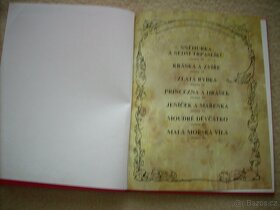 SNĚHURKA
A SEDM TRPASLÍKŮ
KRÁSKA A ZVÍŘE
ZLATÁ RYBKA
PRINCEZNA A HRÁŠEK
JENÍČEK A MAŘENKA
MOUDRÉ DĚVČÁTKO
MALÁ MOŘSKÁ VÍLA
Bazos.cz